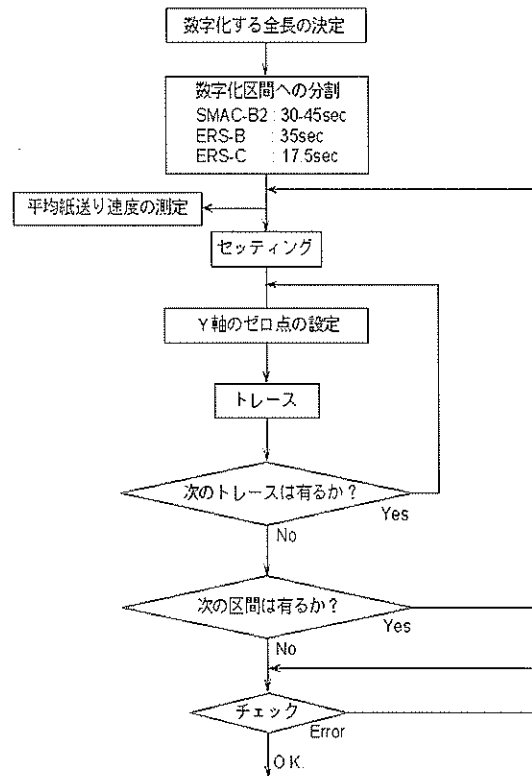 数字化する全長の決定
数字化区間への分割
SMAC-B2 : 30-45sec
ERS-B : 35sec
ERS-C : 17.5sec
平均紙送り速度の測定
セッティング
Y軸のゼロ点の設定
トレース
次のトレースは有るか？
Yes
No
次の区間は有るか？
Yes
No
チェック
Error
O K.